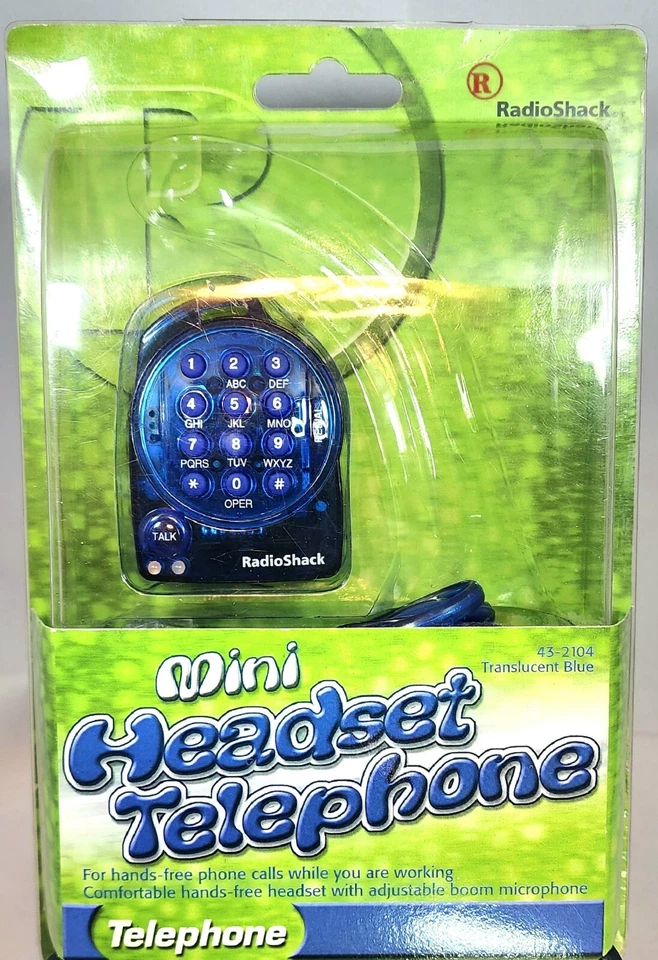 R
RadioShack
1 2 3
ABC DEF
4 5 6
GHI JKL MNO
7 8 9
PQRS TUV WXYZ
* 0 #
OPER
TALK
RadioShack
43-2104
Translucent Blue
Mini
Headset
Telephone
For hands-free phone calls while you are working
Comfortable hands-free headset with adjustable boom microphone
Telephone